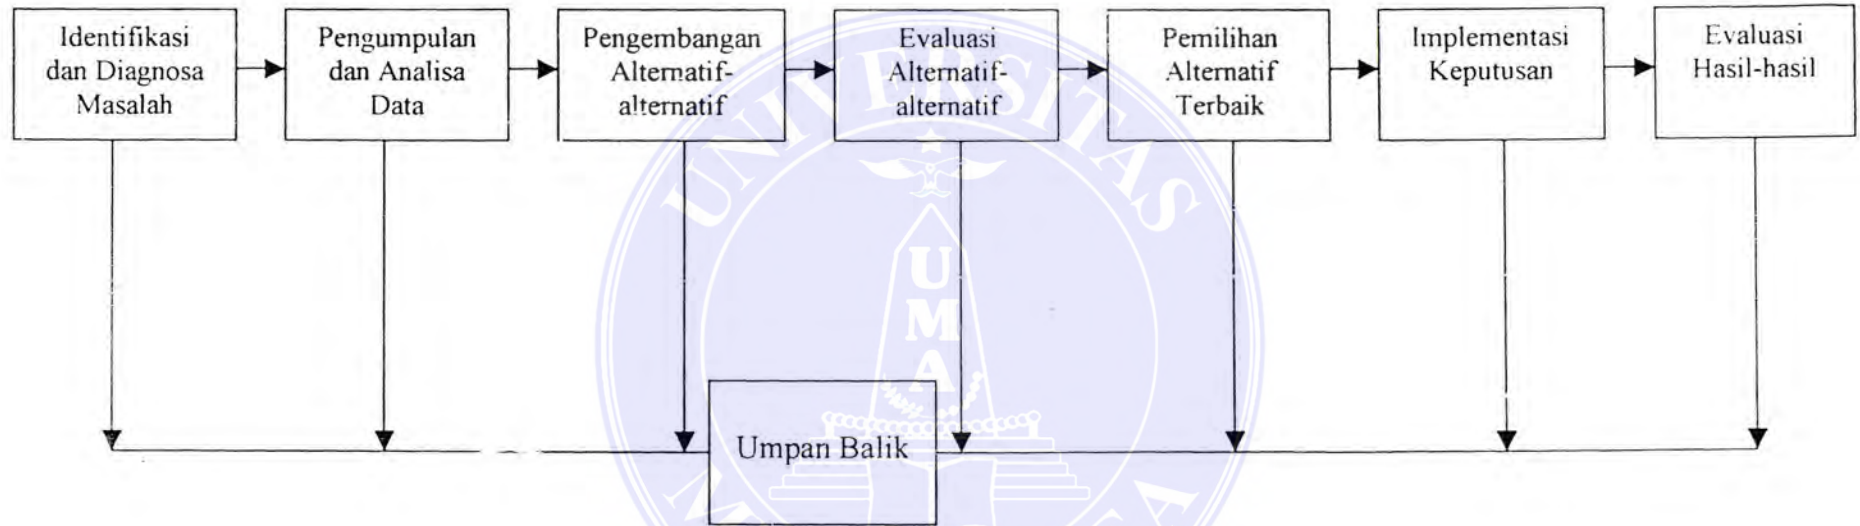 Identifikasi
dan Diagnosa
Masalah
Pengumpulan
dan Analisa
Data
Pengembangan
Alternatif-
alternatif
Evaluasi
Alternatif-
alternatif
Pemilihan
Alternatif
Terbaik
Implementasi
Keputusan
Evaluasi
Hasil-hasil
Umpan Balik
UNIVERSITAS
UMA